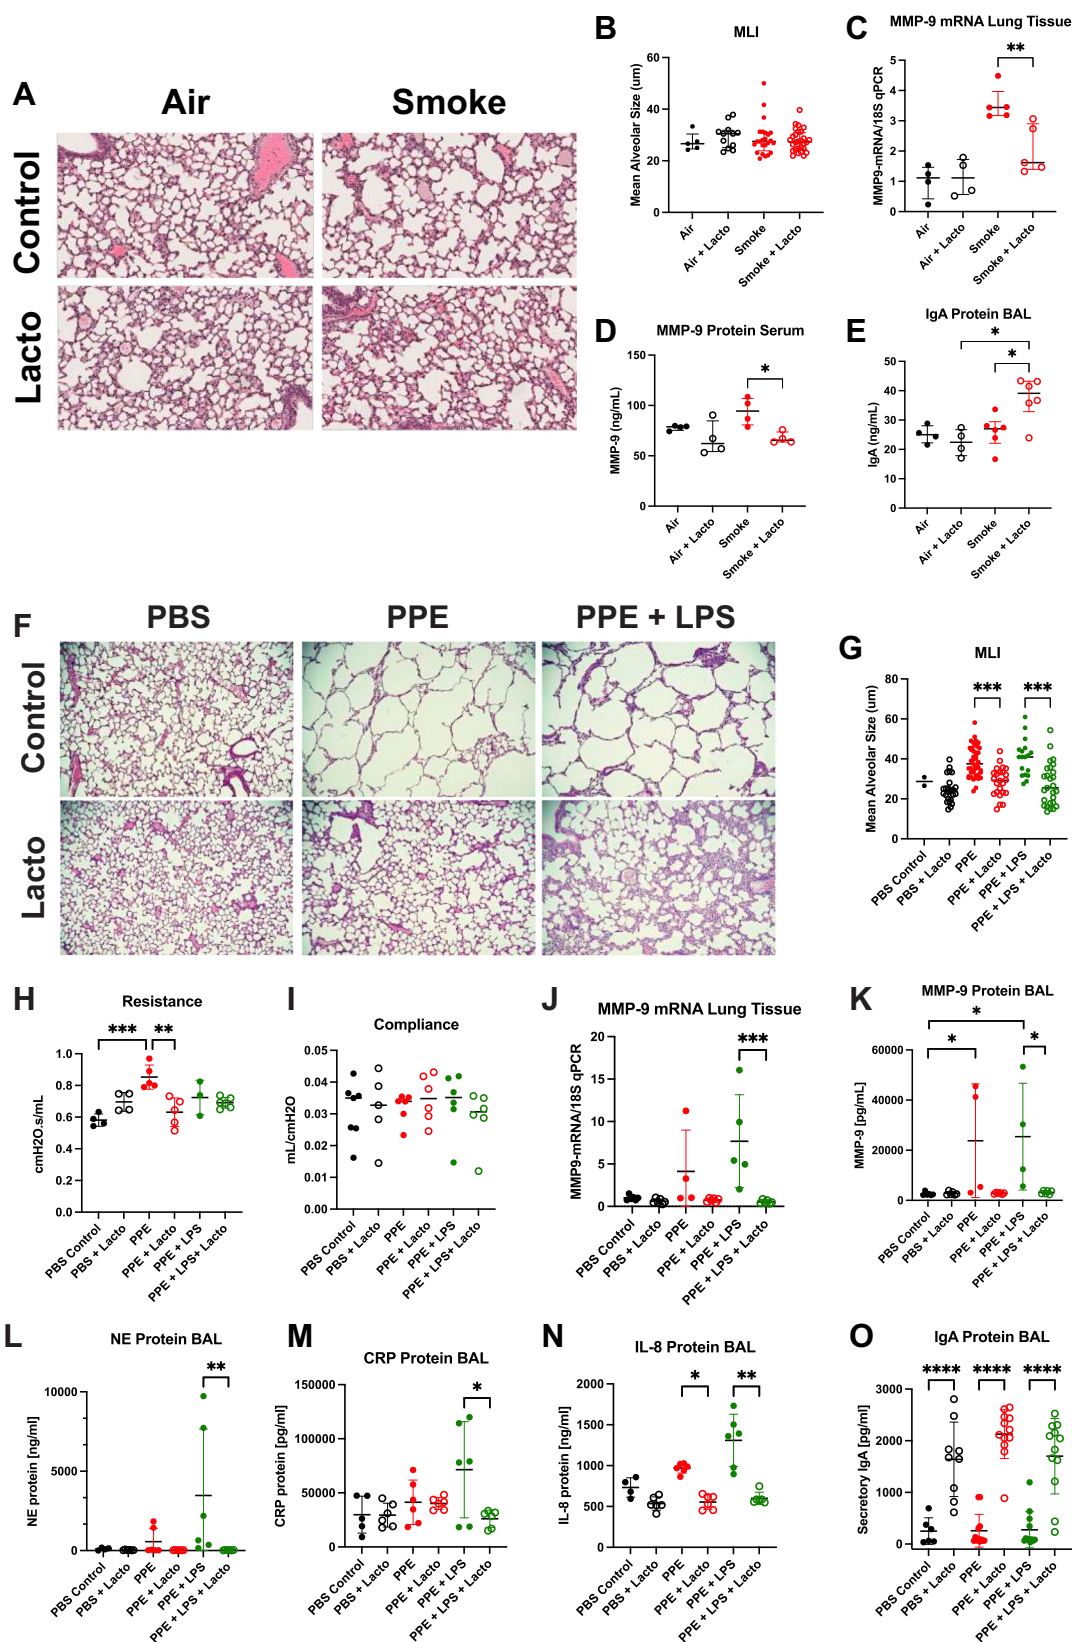 A
Air
Smoke
Control
Lacto
B
MLI
Mean Alveolar Size (um)
60
40
20
0
Air
Air + Lacto
Smoke
Smoke + Lacto
C
MMP-9 mRNA Lung Tissue
MMP9-mRNA/18S qPCR
**
5
4
3
2
1
0
Air
Air + Lacto
Smoke
Smoke + Lacto
D
MMP-9 Protein Serum
MMP-9 (ng/mL)
*
150
100
50
0
Air
Air + Lacto
Smoke
Smoke + Lacto
E
IgA Protein BAL
IgA (ng/mL)
*
*
50
40
30
20
10
0
Air
Air + Lacto
Smoke
Smoke + Lacto
F
PBS
PPE
PPE + LPS
Control
Lacto
G
MLI
Mean Alveolar Size (um)
*** ***
80
60
40
20
0
PBS Control
PBS + Lacto
PPE
PPE + Lacto
PPE + LPS
PPE + LPS + Lacto
H
Resistance
cmH2O.s/mL
*** **
1.0
0.8
0.6
0.4
0.2
0.0
PBS Control
PBS + Lacto
PPE
PPE + Lacto
PPE + LPS
PPE + LPS+ Lacto
I
Compliance
mL/cmH2O
0.05
0.04
0.03
0.02
0.01
0.00
PBS Control
PBS + Lacto
PPE
PPE + Lacto
PPE + LPS
PPE + LPS+ Lacto
J
MMP-9 mRNA Lung Tissue
MMP9-mRNA/18S qPCR
***
20
15
10
5
0
PBS Control
PBS + Lacto
PPE
PPE + Lacto
PPE + LPS
PPE + LPS + Lacto
K
MMP-9 Protein BAL
MMP-9 [pg/mL]
*
* *
60000
40000
20000
0
PBS Control
PBS + Lacto
PPE
PPE + Lacto
PPE + LPS
PPE + LPS + Lacto
L
NE Protein BAL
NE protein [ng/ml]
**
10000
5000
0
PBS Control
PBS + Lacto
PPE
PPE + Lacto
PPE + LPS
PPE + LPS + Lacto
M
CRP Protein BAL
CRP protein [pg/ml]
*
150000
100000
50000
0
PBS Control
PBS + Lacto
PPE
PPE + Lacto
PPE + LPS
PPE + LPS + Lacto
N
IL-8 Protein BAL
IL-8 protein [ng/ml]
* **
2000
1500
1000
500
0
PBS Control
PBS + Lacto
PPE
PPE + Lacto
PPE + LPS
PPE + LPS + Lacto
O
IgA Protein BAL
Secretory IgA [pg/ml]
**** **** ****
3000
2000
1000
0
PBS Control
PBS + Lacto
PPE
PPE + Lacto
PPE + LPS
PPE + LPS + Lacto